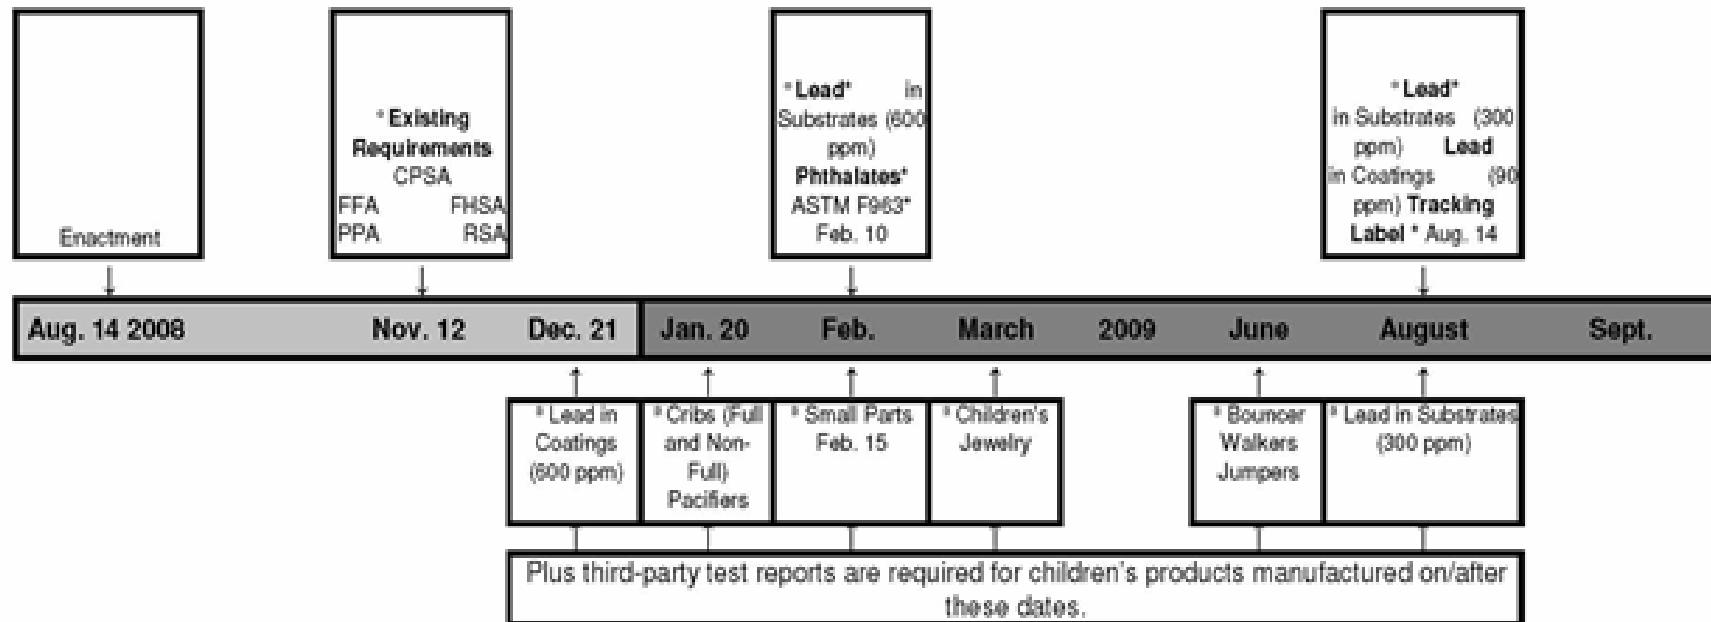 Enactment
* Existing
Requirements
CPSA
FFA FHSA
PPA RSA
* Lead* in
Substrates (600
ppm)
Phthalates*
ASTM F963*
Feb. 10
* Lead*
in Substrates (300
ppm) Lead
in Coatings (90
ppm) Tracking
Label * Aug. 14
Aug. 14 2008 Nov. 12 Dec. 21 Jan. 20 Feb. March 2009 June August Sept.
* Lead in
Coatings
(600 ppm)
* Cribs (Full
and Non-
Full)
Pacifiers
* Small Parts
Feb. 15
* Children's
Jewelry
* Bouncer
Walkers
Jumpers
* Lead in Substrates
(300 ppm)
Plus third-party test reports are required for children's products manufactured on/after
these dates.